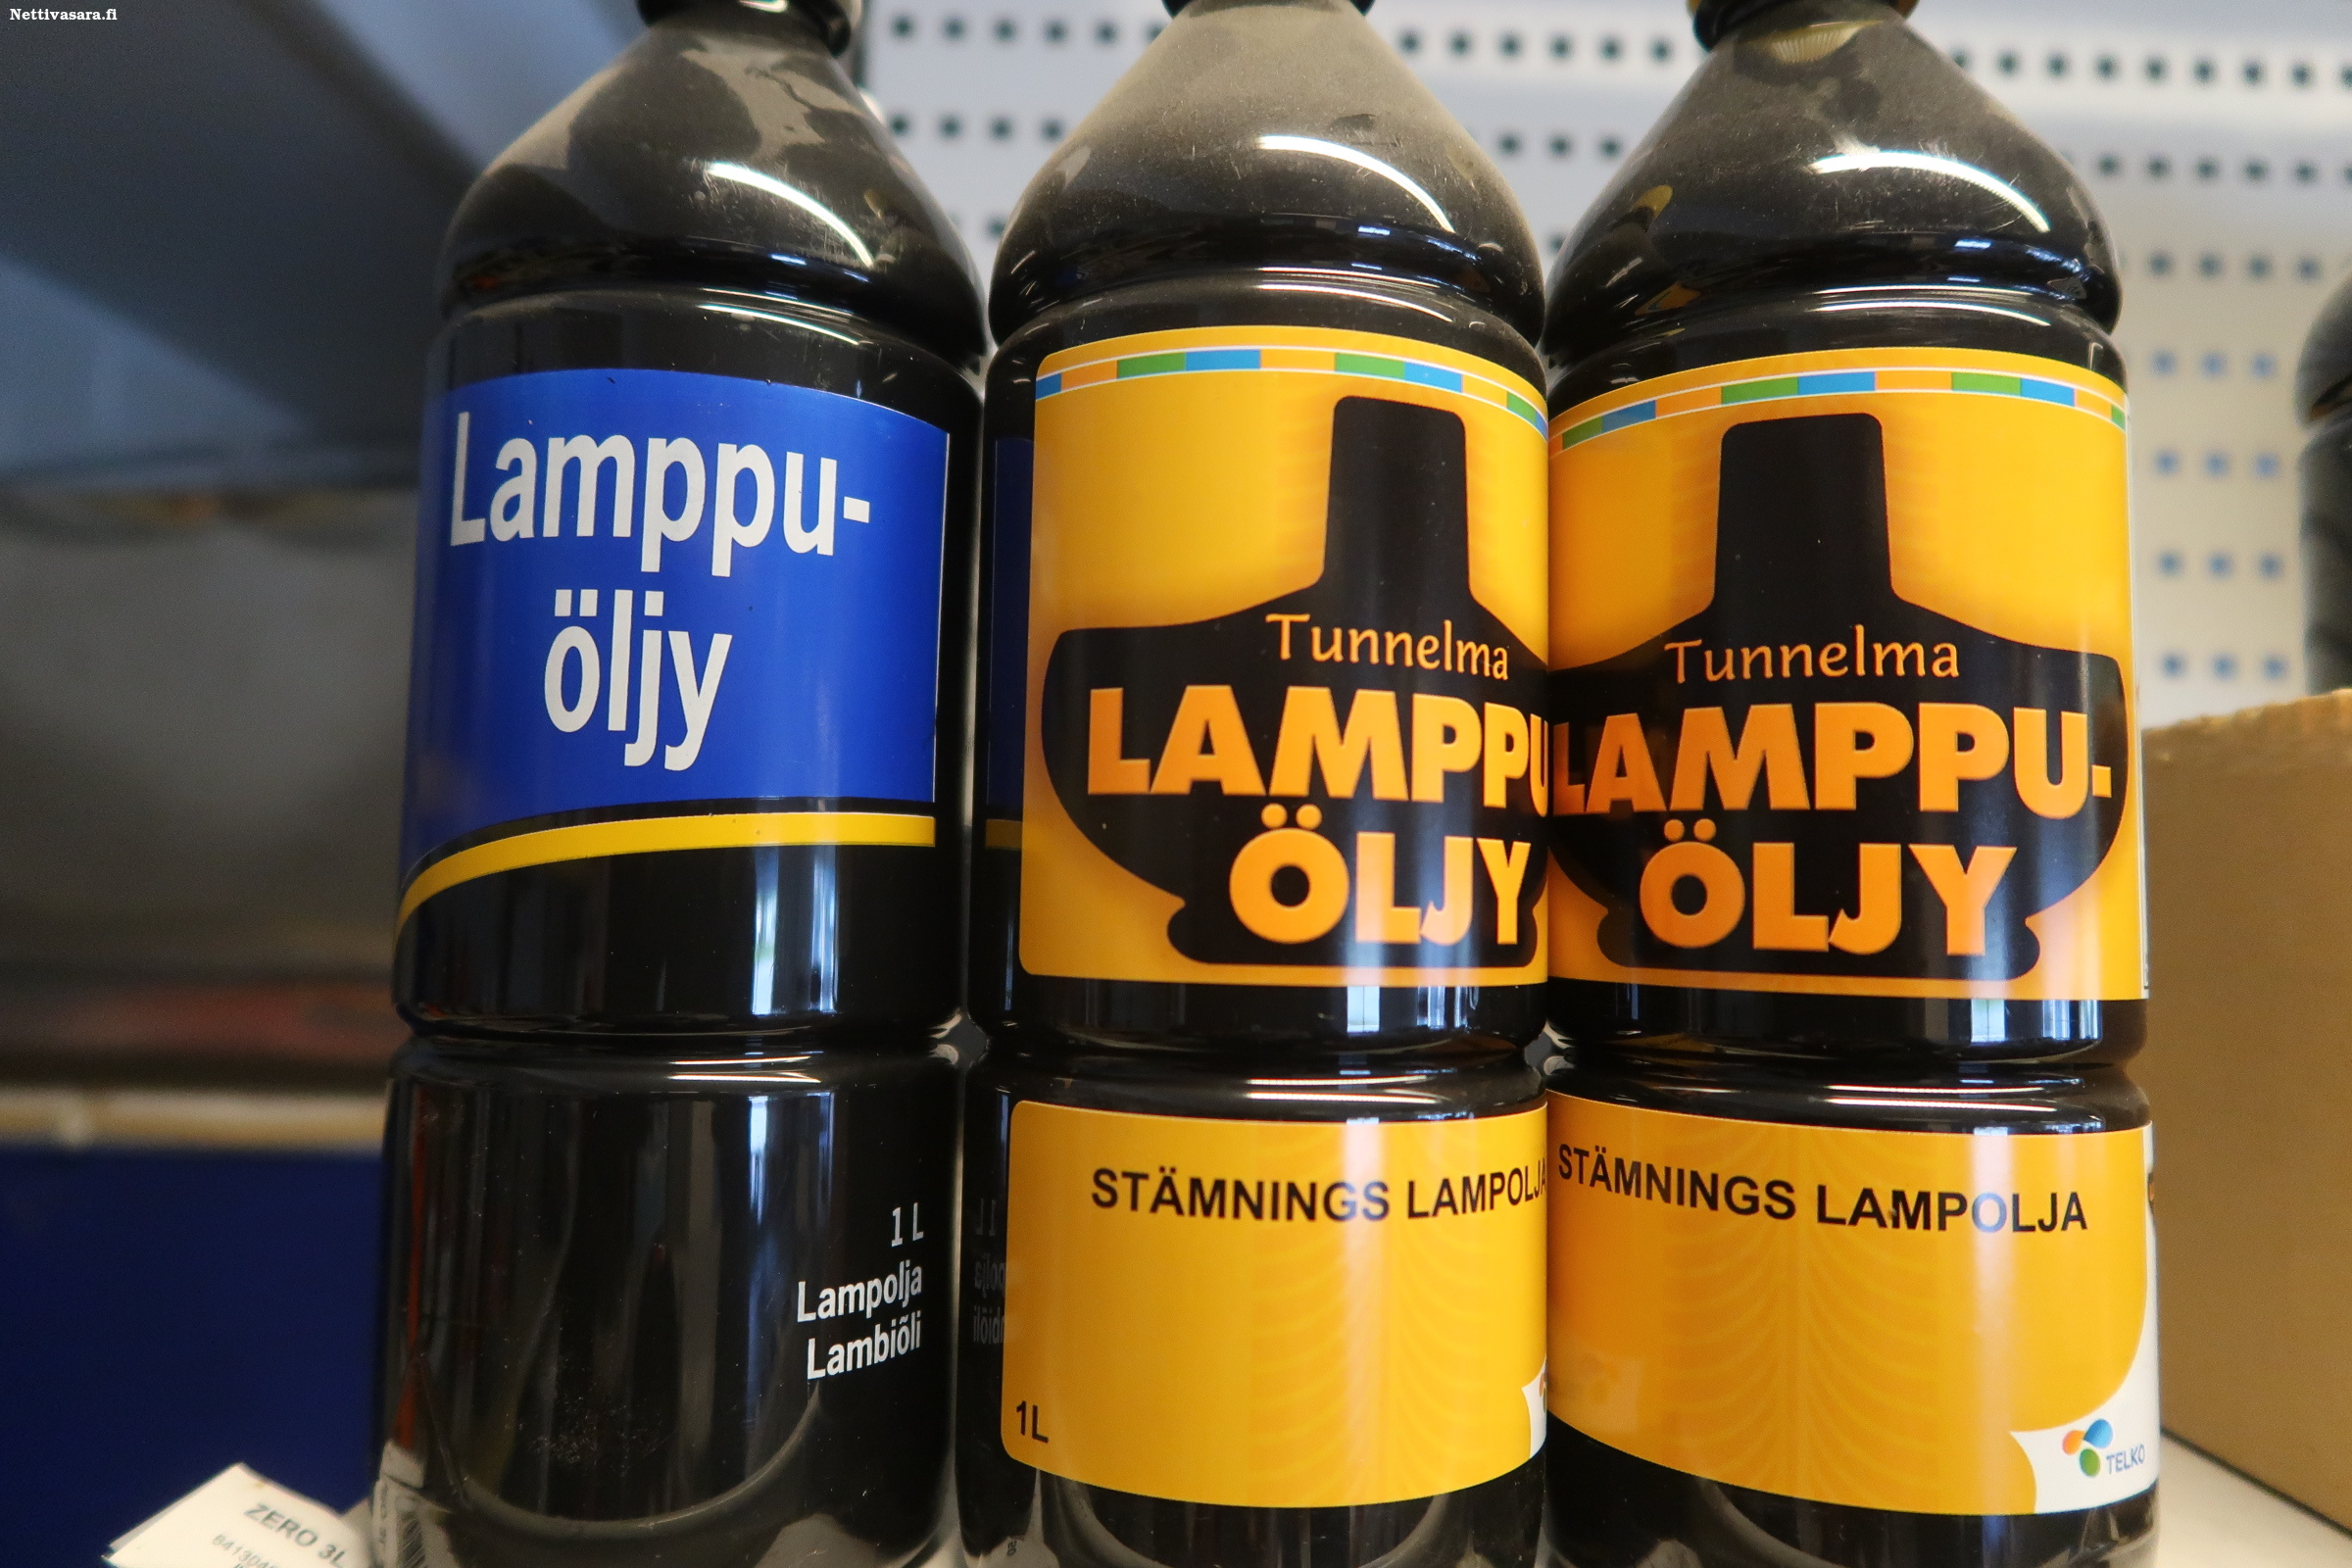 Nettivasara.fi
Lamppu-
öljy
1 L
Lampolja
Lambiõli
Tunnelma
LAMPPU
ÖLJY
STÄMNINGS LAMPOLJA
1L
Tunnelma
LAMPPU-
ÖLJY
STÄMNINGS LAMPOLJA
TELKO
ZERO 3L